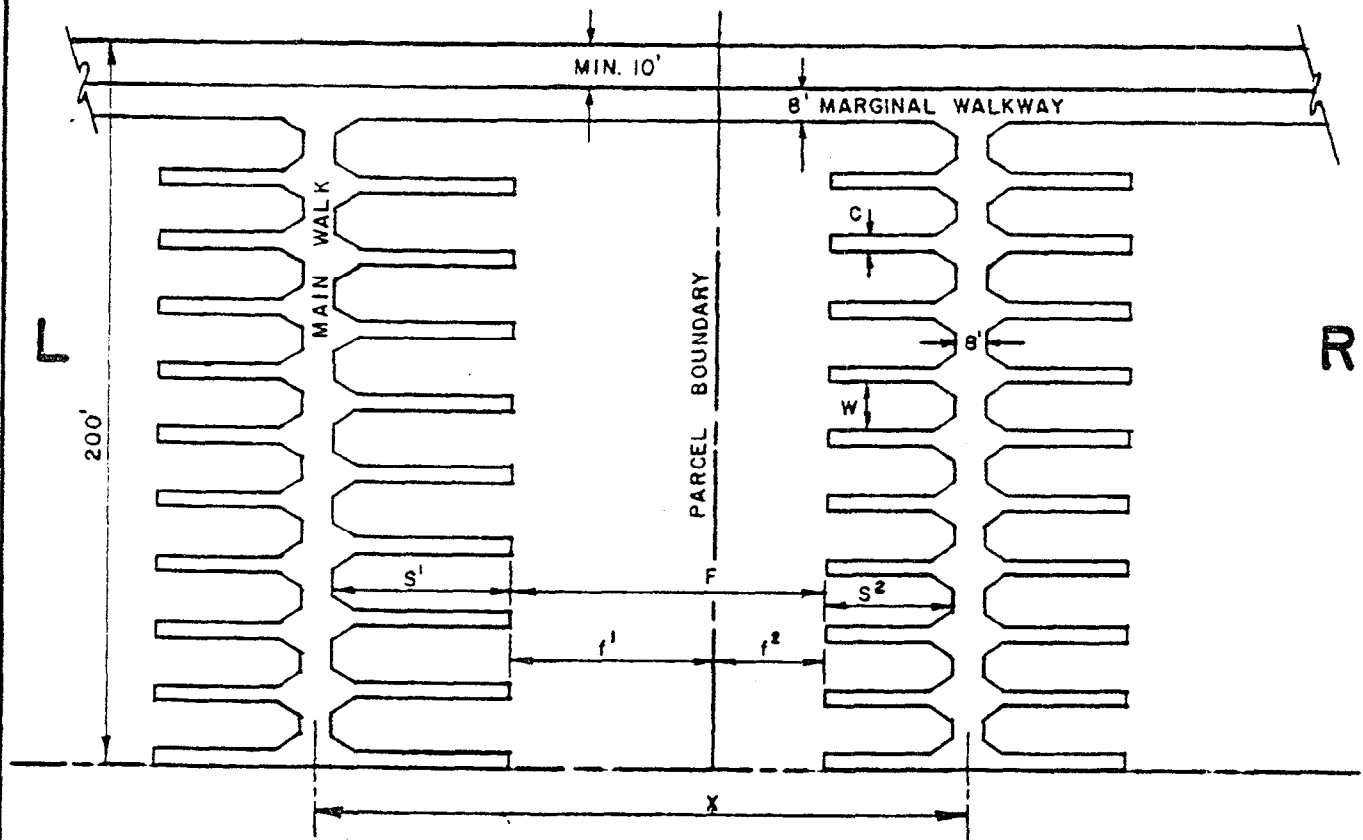 MIN. 10'
8' MARGINAL WALKWAY
MAIN WALK
C
PARCEL BOUNDARY
L
8'
R
W
200'
S¹
F
S²
f¹
f²
X